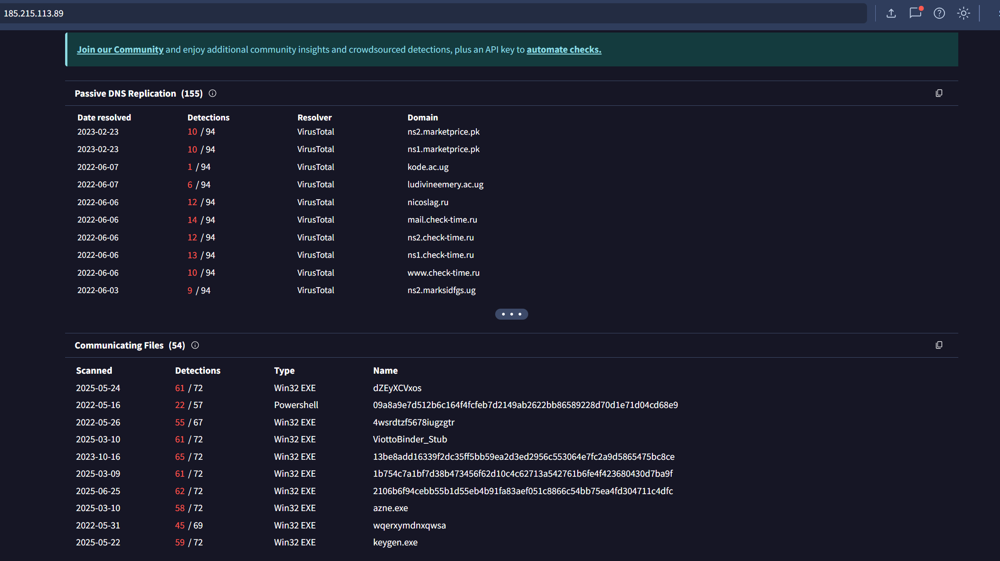 185.215.113.89
Join our Community and enjoy additional community insights and crowdsourced detections, plus an API key to automate checks.
Passive DNS Replication (155)
Date resolved Detections Resolver Domain
2023-02-23 10 / 94 VirusTotal ns2.marketprice.pk
2023-02-23 10 / 94 VirusTotal ns1.marketprice.pk
2022-06-07 1 / 94 VirusTotal kode.ac.ug
2022-06-07 6 / 94 VirusTotal ludivineemery.ac.ug
2022-06-06 12 / 94 VirusTotal nicoslag.ru
2022-06-06 14 / 94 VirusTotal mail.check-time.ru
2022-06-06 12 / 94 VirusTotal ns2.check-time.ru
2022-06-06 13 / 94 VirusTotal ns1.check-time.ru
2022-06-06 10 / 94 VirusTotal www.check-time.ru
2022-06-03 9 / 94 VirusTotal ns2.marksidfgs.ug
Communicating Files (54)
Scanned Detections Type Name
2025-05-24 61 / 72 Win32 EXE dZEyXCVxos
2022-05-16 22 / 57 Powershell 09a8a9e7d512b6c164f4fcfeb7d2149ab2622bb86589228d70d1e71d04cd68e9
2022-05-26 55 / 67 Win32 EXE 4wsrdtzf5678iugzgtr
2025-03-10 61 / 72 Win32 EXE ViottoBinder_Stub
2023-10-16 65 / 72 Win32 EXE 13be8add16339f2dc35ff5bb59ea2d3ed2956c553064e7fc2a9d5865475bc8ce
2025-03-09 61 / 72 Win32 EXE 1b754c7a1bf7d38b473456f62d10c4c62713a542761b6fe4f423680430d7ba9f
2025-06-25 62 / 72 Win32 EXE 2106b6f94cebb55b1d55eb4b91fa83aef051c8866c54bb75ea4fd304711c4dfc
2025-03-10 58 / 72 Win32 EXE azne.exe
2022-05-31 45 / 69 Win32 EXE wqerxymdnxqwsa
2025-05-22 59 / 72 Win32 EXE keygen.exe